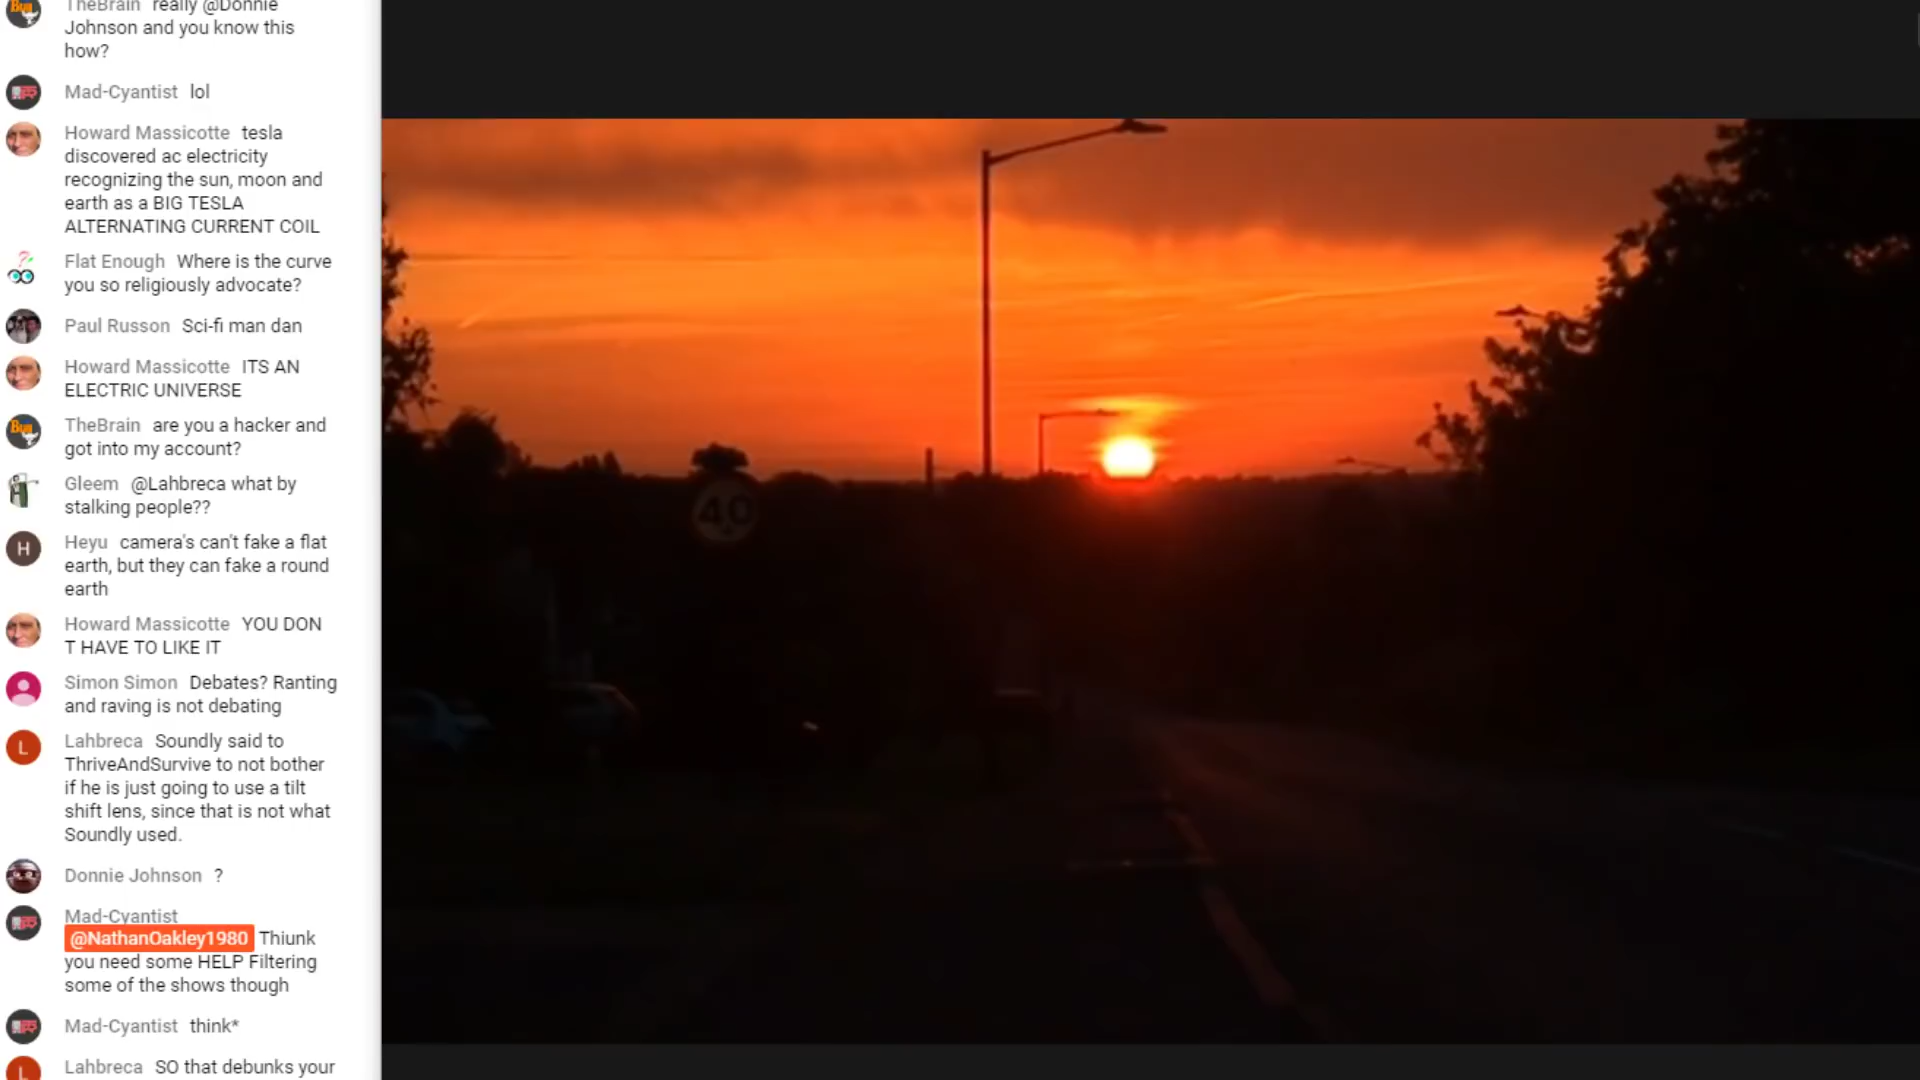 TheBrain really @Donnie
Johnson and you know this
how?
Mad-Cyantist lol
Howard Massicotte tesla
discovered ac electricity
recognizing the sun, moon and
earth as a BIG TESLA
ALTERNATING CURRENT COIL
Flat Enough Where is the curve
you so religiously advocate?
Paul Russon Sci-fi man dan
Howard Massicotte ITS AN
ELECTRIC UNIVERSE
TheBrain are you a hacker and
got into my account?
Gleem @Lahbreca what by
stalking people??
H
Heyu camera's can't fake a flat
earth, but they can fake a round
earth
Howard Massicotte YOU DON
T HAVE TO LIKE IT
Simon Simon Debates? Ranting
and raving is not debating
L
Lahbreca Soundly said to
ThriveAndSurvive to not bother
if he is just going to use a tilt
shift lens, since that is not what
Soundly used.
Donnie Johnson ?
Mad-Cyantist
@NathanOakley1980 Thiunk
you need some HELP Filtering
some of the shows though
Mad-Cyantist think*
L
Lahbreca SO that debunks your
40